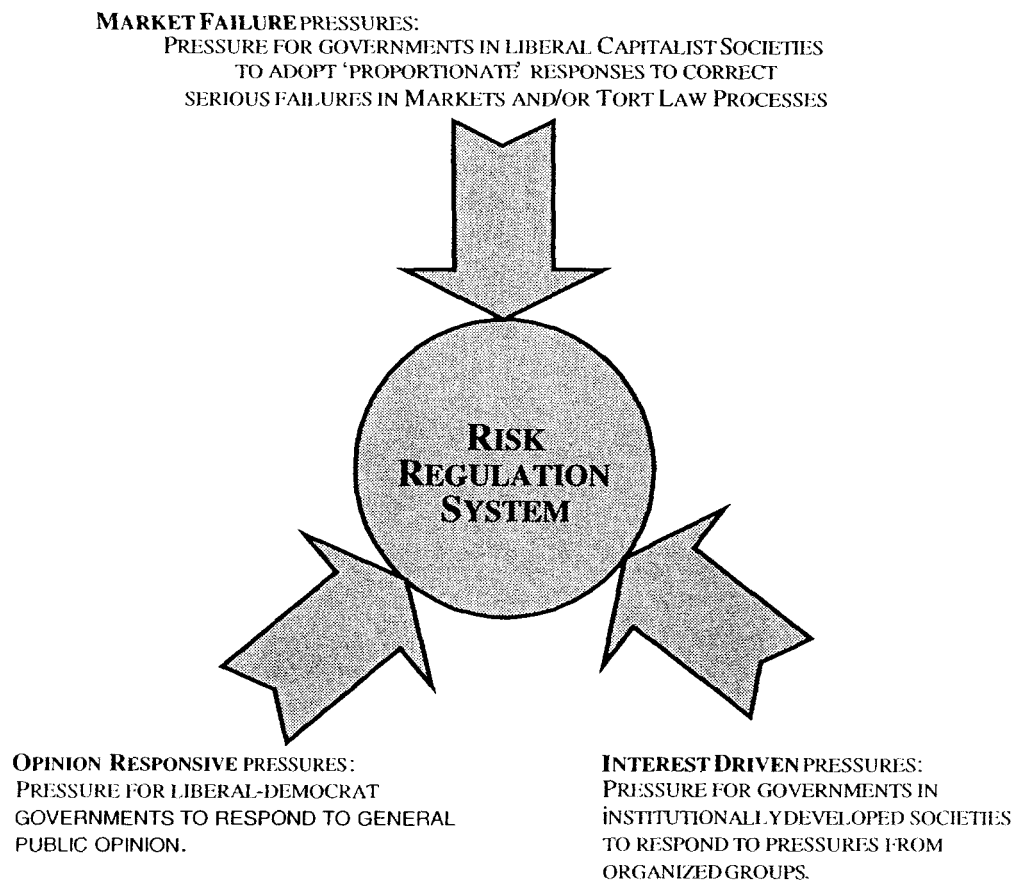 MARKET FAILURE PRESSURES:
PRESSURE FOR GOVERNMENTS IN LIBERAL CAPITALIST SOCIETIES
TO ADOPT ‘PROPORTIONATE’ RESPONSES TO CORRECT
SERIOUS FAILURES IN MARKETS AND/OR TORT LAW PROCESSES
RISK
REGULATION
SYSTEM
OPINION RESPONSIVE PRESSURES:
PRESSURE FOR LIBERAL-DEMOCRAT
GOVERNMENTS TO RESPOND TO GENERAL
PUBLIC OPINION.
INTEREST DRIVEN PRESSURES:
PRESSURE FOR GOVERNMENTS IN
INSTITUTIONALLY DEVELOPED SOCIETIES
TO RESPOND TO PRESSURES FROM
ORGANIZED GROUPS.